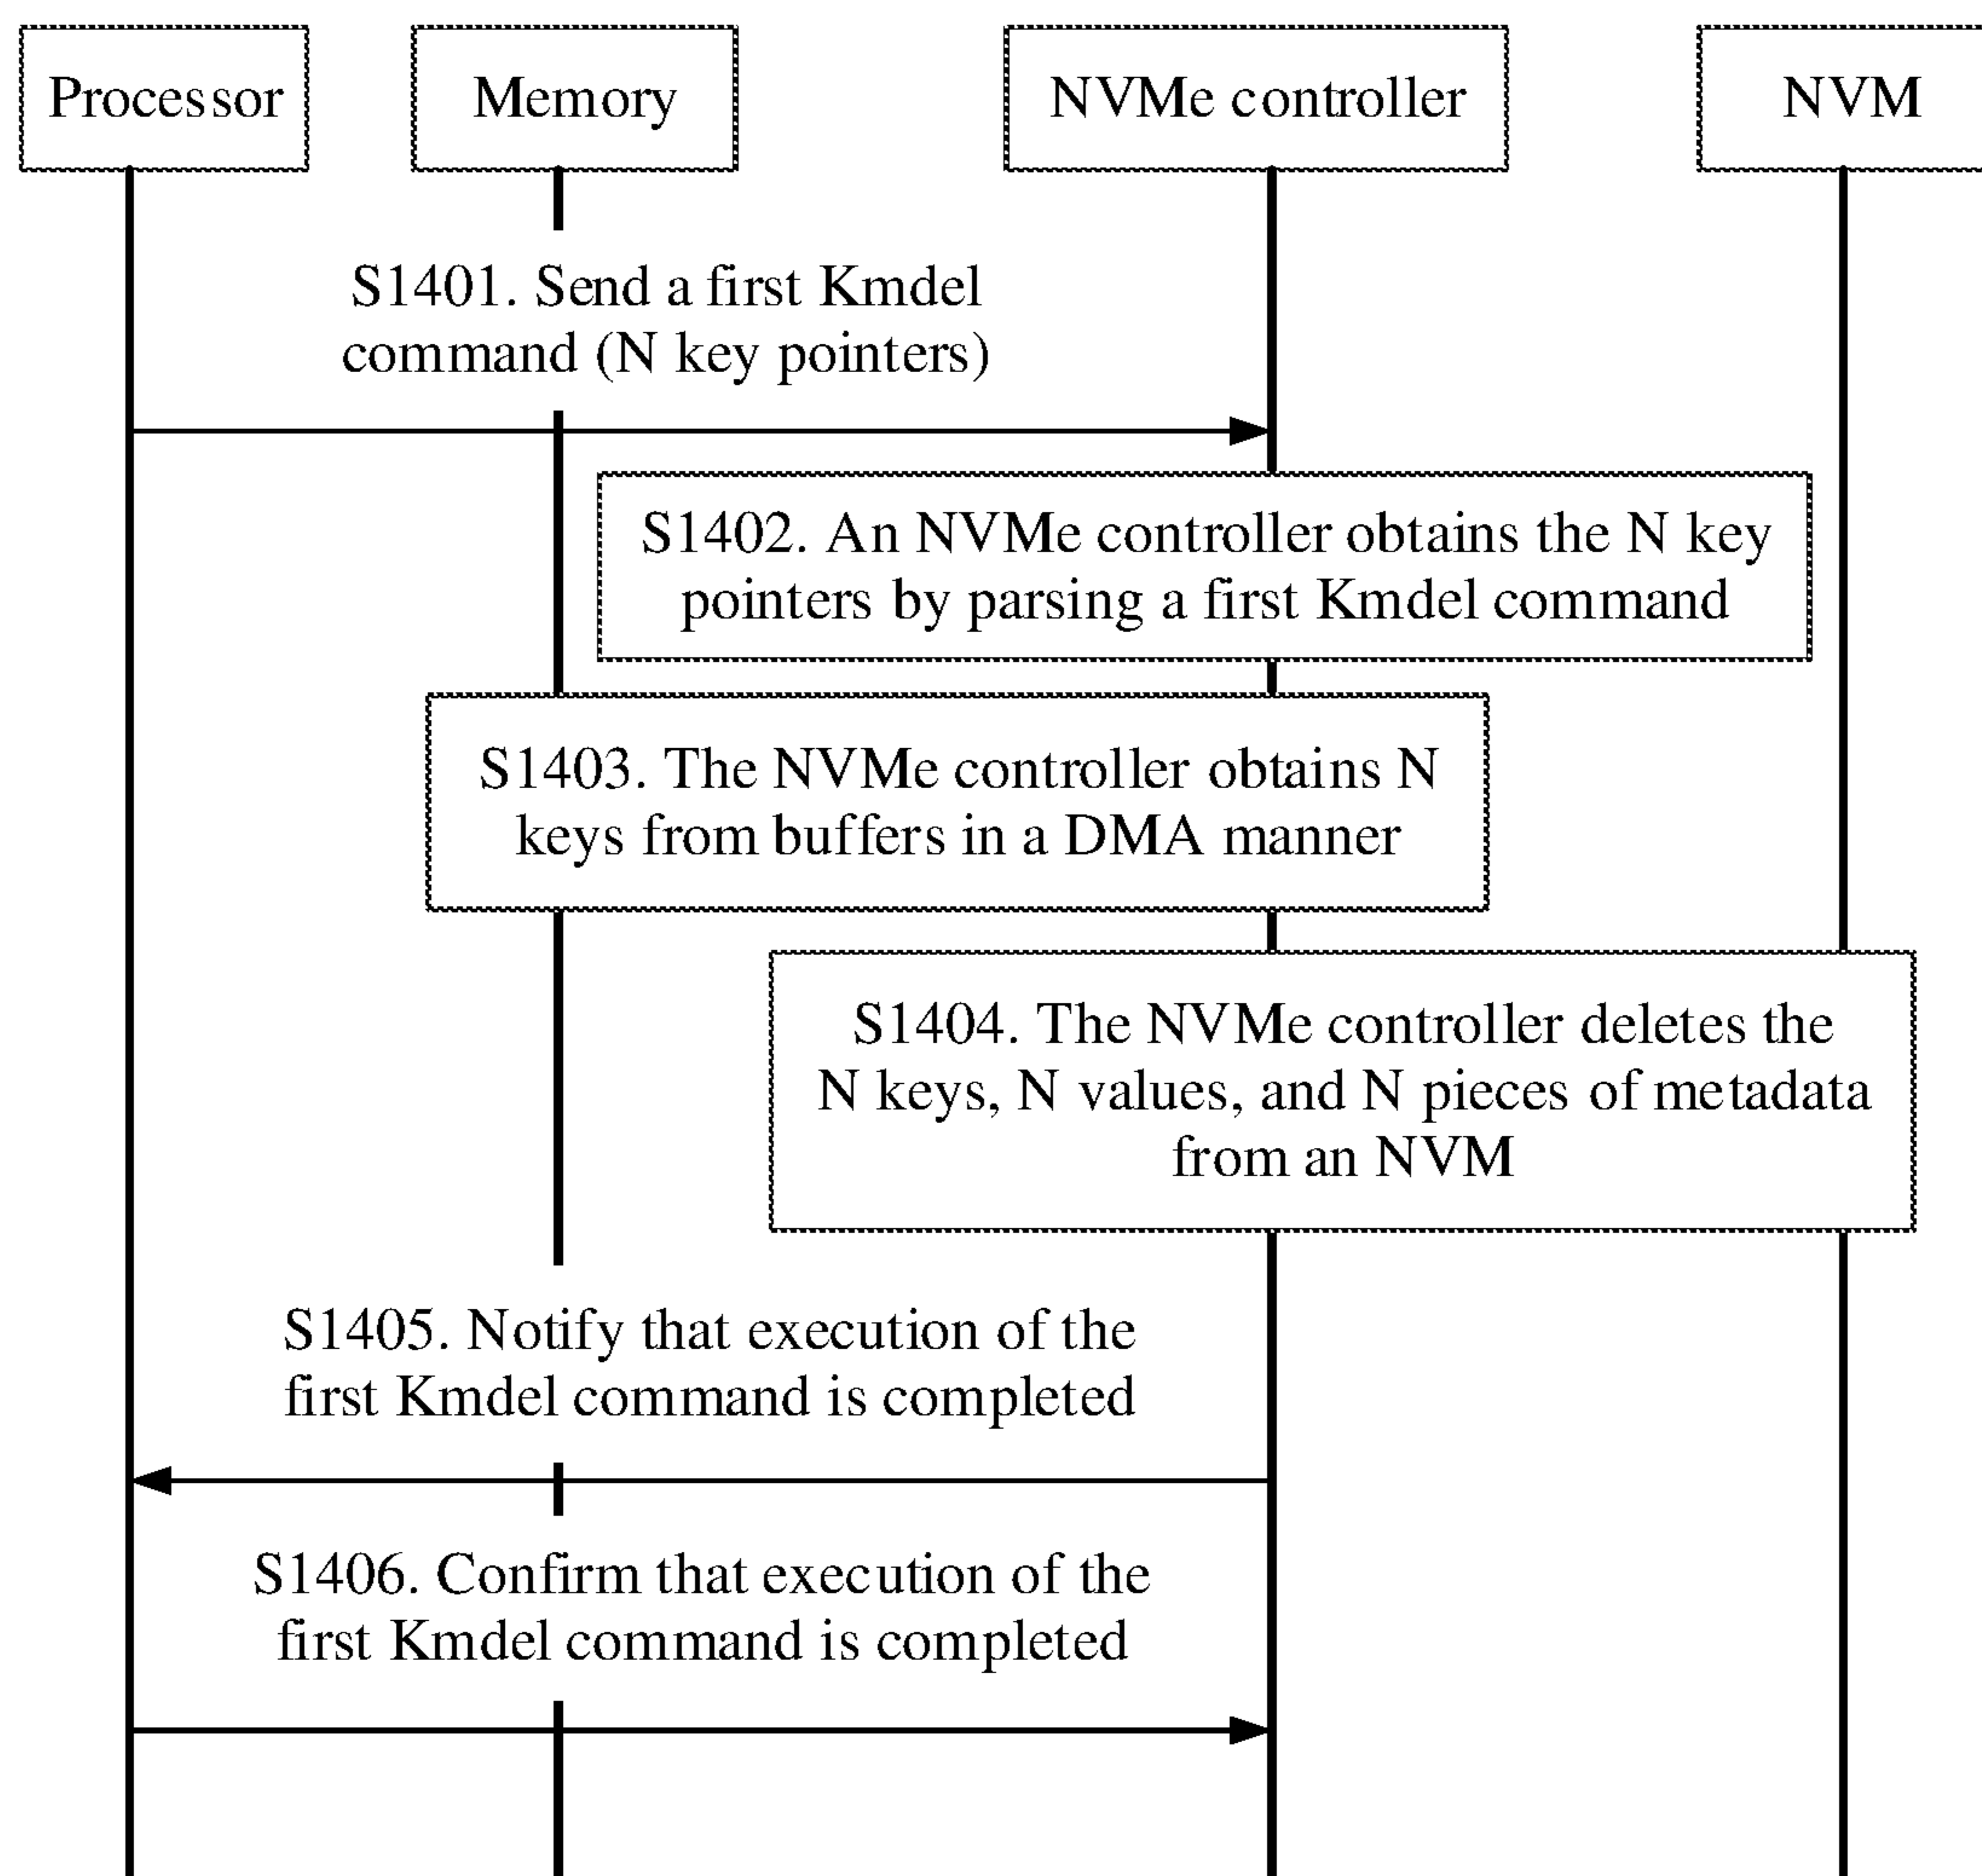 Processor
Memory
NVMe controller
NVM
S1401. Send a first Kmdel
command (N key pointers)
S1402. An NVMe controller obtains the N key
pointers by parsing a first Kmdel command
S1403. The NVMe controller obtains N
keys from buffers in a DMA manner
S1404. The NVMe controller deletes the
N keys, N values, and N pieces of metadata
from an NVM
S1405. Notify that execution of the
first Kmdel command is completed
S1406. Confirm that execution of the
first Kmdel command is completed